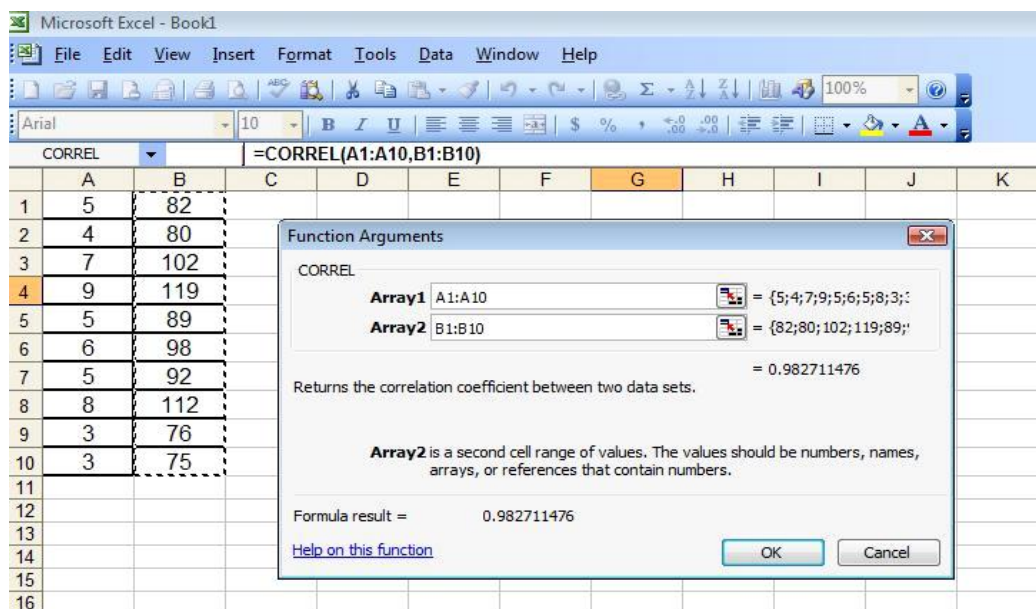 Microsoft Excel - Book1
File Edit View Insert Format Tools Data Window Help
100%
Arial 10 B I U $ % ,
CORREL =CORREL(A1:A10,B1:B10)
A B C D E F G H I J K
1 5 82
2 4 80
3 7 102
4 9 119
5 5 89
6 6 98
7 5 92
8 8 112
9 3 76
10 3 75
11
12
13
14
15
16
Function Arguments
CORREL
Array1 A1:A10 = {5;4;7;9;5;6;5;8;3;
Array2 B1:B10 = {82;80;102;119;89;
= 0.982711476
Returns the correlation coefficient between two data sets.
Array2 is a second cell range of values. The values should be numbers, names,
arrays, or references that contain numbers.
Formula result = 0.982711476
Help on this function OK Cancel